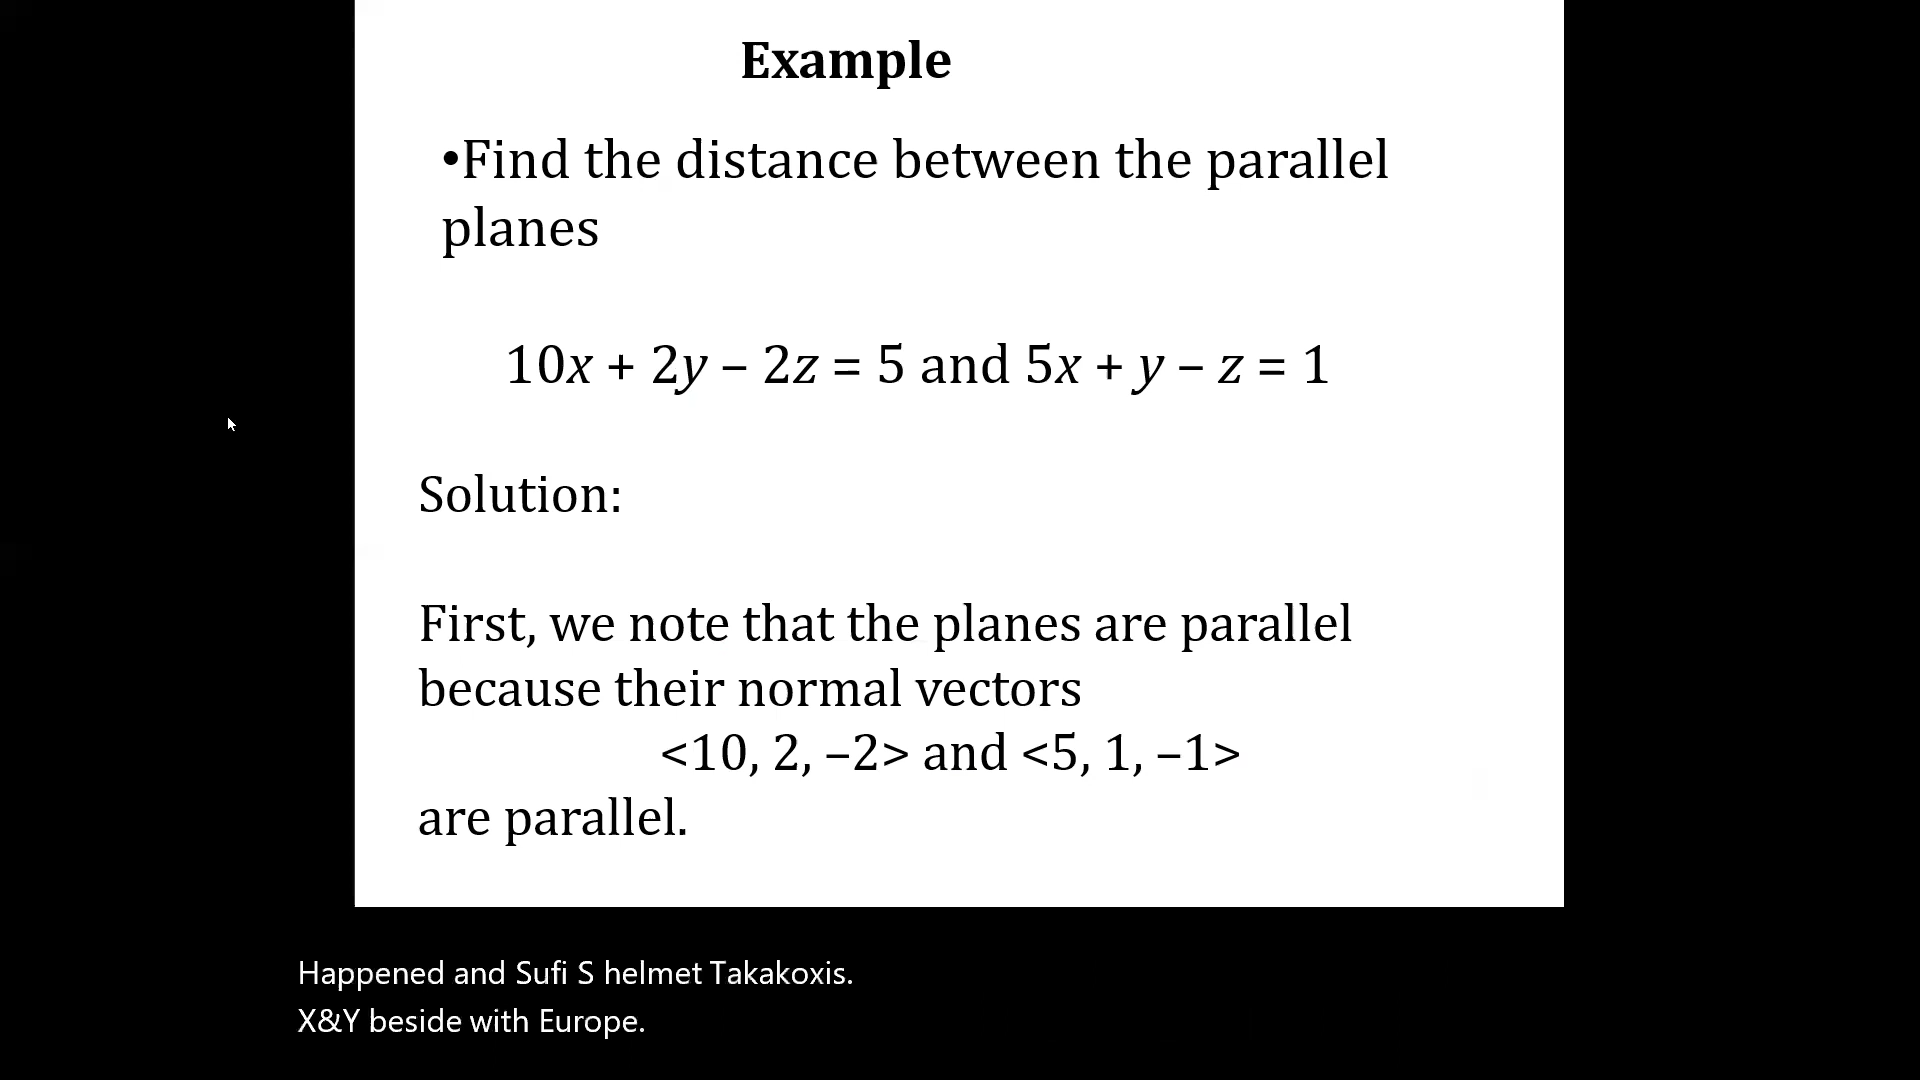 Example
•Find the distance between the parallel
planes
10x + 2y – 2z = 5 and 5x + y – z = 1
Solution:
First, we note that the planes are parallel
because their normal vectors
<10, 2, –2> and <5, 1, –1>
are parallel.
Happened and Sufi S helmet Takakoxis.
X&Y beside with Europe.